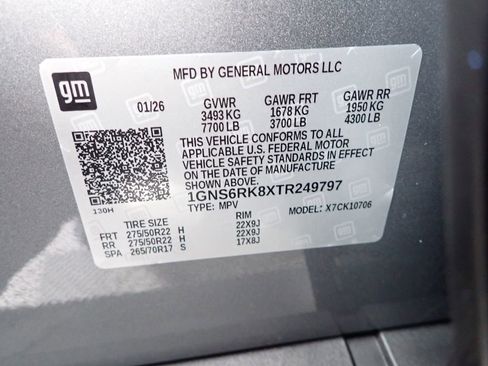 gm
MFD BY GENERAL MOTORS LLC
01/26 GVWR GAWR FRT GAWR RR
3493 KG 1678 KG 1950 KG
7700 LB 3700 LB 4300 LB
THIS VEHICLE CONFORMS TO ALL
APPLICABLE U.S. FEDERAL MOTOR
VEHICLE SAFETY STANDARDS IN EFFECT
ON THE DATE OF MANUFACTURE
1GNS6RK8XTR249797
130H TYPE: MPV MODEL: X7CK10706
TIRE SIZE RIM
FRT 275/50R22 H 22X9J
RR 275/50R22 H 22X9J
SPA 265/70R17 S 17X8J